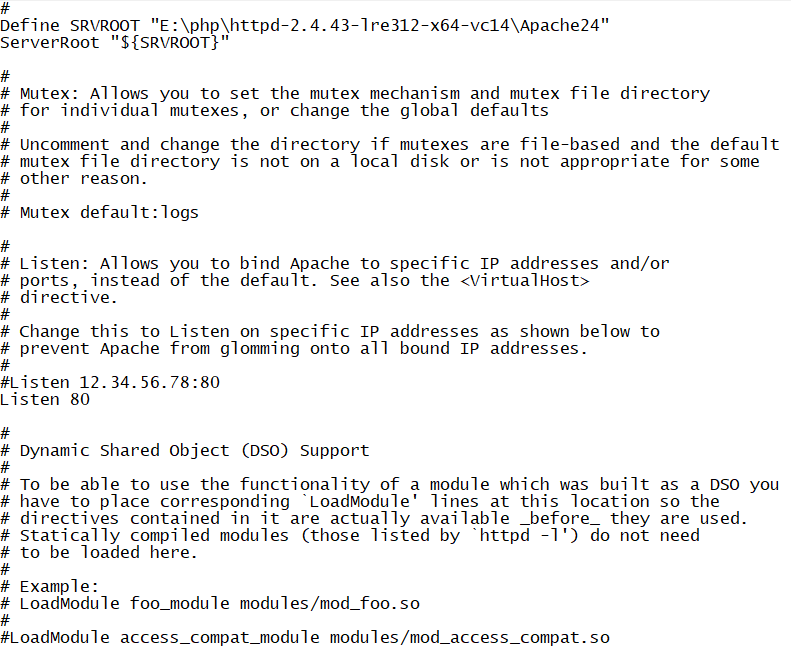 #
Define SRVROOT "E:\php\httpd-2.4.43-lre312-x64-vc14\Apache24"
ServerRoot "${SRVROOT}"
#
# Mutex: Allows you to set the mutex mechanism and mutex file directory
# for individual mutexes, or change the global defaults
#
# Uncomment and change the directory if mutexes are file-based and the default
# mutex file directory is not on a local disk or is not appropriate for some
# other reason.
#
# Mutex default:logs
#
# Listen: Allows you to bind Apache to specific IP addresses and/or
# ports, instead of the default. See also the <VirtualHost>
# directive.
#
# Change this to Listen on specific IP addresses as shown below to
# prevent Apache from glomming onto all bound IP addresses.
#
#Listen 12.34.56.78:80
Listen 80
#
# Dynamic Shared Object (DSO) Support
#
# To be able to use the functionality of a module which was built as a DSO you
# have to place corresponding `LoadModule' lines at this location so the
# directives contained in it are actually available _before_ they are used.
# Statically compiled modules (those listed by `httpd -l') do not need
# to be loaded here.
#
# Example:
# LoadModule foo_module modules/mod_foo.so
#
#LoadModule access_compat_module modules/mod_access_compat.so